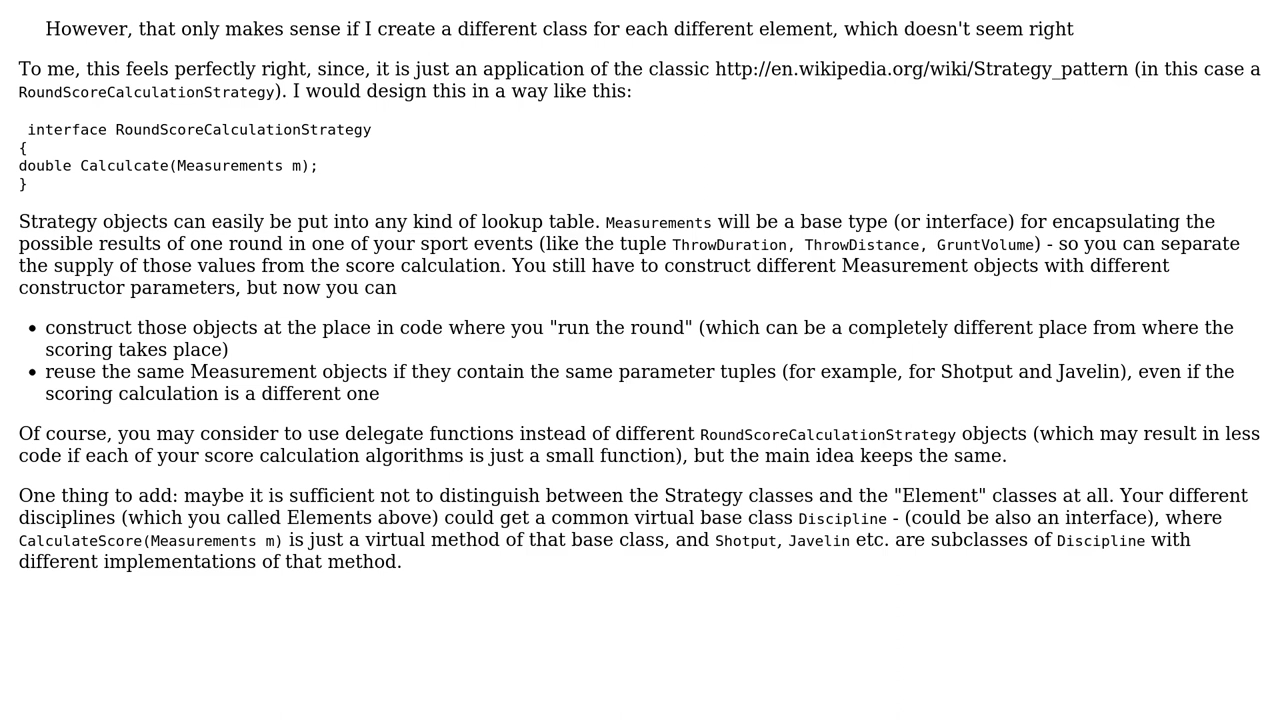 However, that only makes sense if I create a different class for each different element, which doesn't seem right
To me, this feels perfectly right, since, it is just an application of the classic http://en.wikipedia.org/wiki/Strategy_pattern (in this case a
RoundScoreCalculationStrategy). I would design this in a way like this:
interface RoundScoreCalculationStrategy
{
double Calculcate(Measurements m);
}
Strategy objects can easily be put into any kind of lookup table. Measurements will be a base type (or interface) for encapsulating the
possible results of one round in one of your sport events (like the tuple ThrowDuration, ThrowDistance, GruntVolume) - so you can separate
the supply of those values from the score calculation. You still have to construct different Measurement objects with different
constructor parameters, but now you can
• construct those objects at the place in code where you "run the round" (which can be a completely different place from where the
scoring takes place)
• reuse the same Measurement objects if they contain the same parameter tuples (for example, for Shotput and Javelin), even if the
scoring calculation is a different one
Of course, you may consider to use delegate functions instead of different RoundScoreCalculationStrategy objects (which may result in less
code if each of your score calculation algorithms is just a small function), but the main idea keeps the same.
One thing to add: maybe it is sufficient not to distinguish between the Strategy classes and the "Element" classes at all. Your different
disciplines (which you called Elements above) could get a common virtual base class Discipline - (could be also an interface), where
CalculateScore(Measurements m) is just a virtual method of that base class, and Shotput, Javelin etc. are subclasses of Discipline with
different implementations of that method.